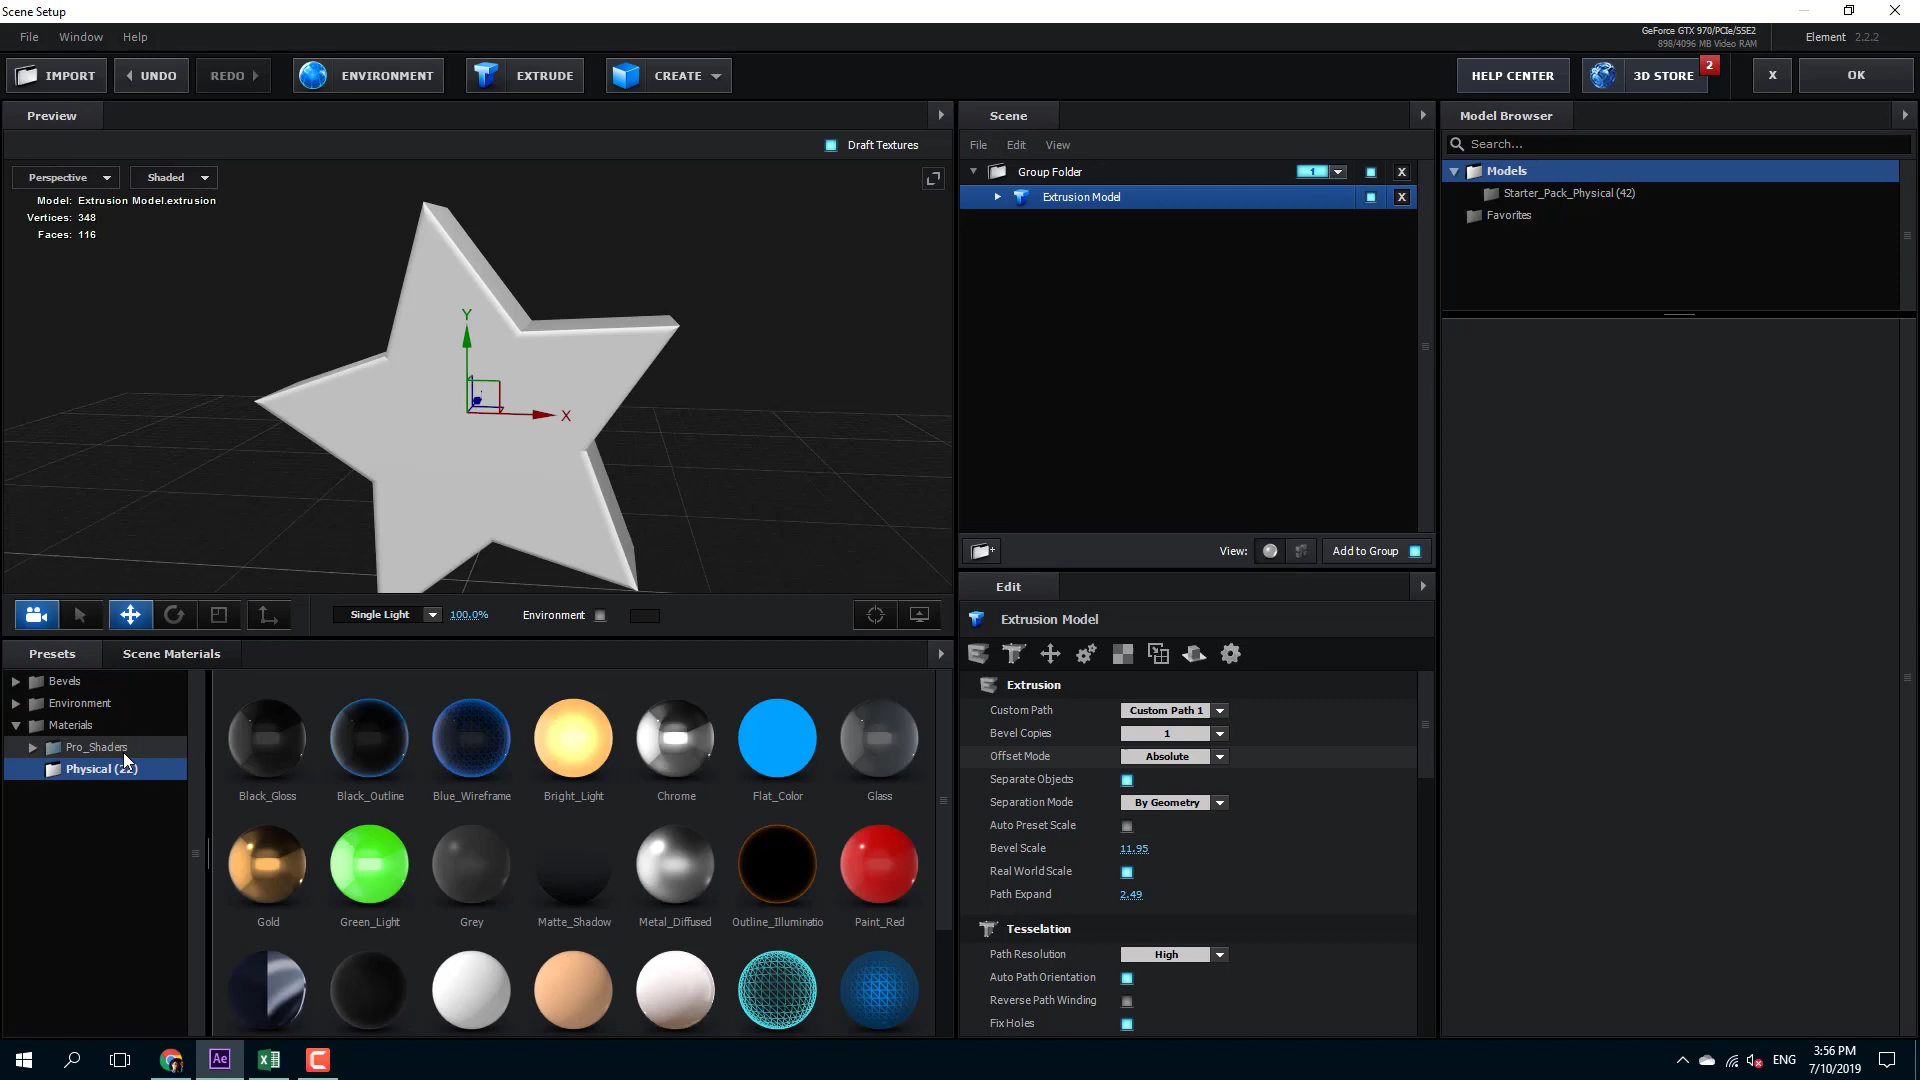 Scene Setup
File Window Help
GeForce GTX 970/PCIe/SSE2
898/4096 MB Video RAM
Element 2.2.2
IMPORT UNDO REDO ENVIRONMENT EXTRUDE CREATE HELP CENTER 3D STORE 2 X OK
Preview
Draft Textures
Perspective Shaded
Model: Extrusion Model.extrusion
Vertices: 348
Faces: 116
Y
X
Single Light 100.0% Environment
Scene
File Edit View
Group Folder 1 X
Extrusion Model X
View: Add to Group
Model Browser
Search...
Models
Starter_Pack_Physical (42)
Favorites
Presets Scene Materials
Bevels
Environment
Materials
Pro_Shaders
Physical (22)
Black_Gloss Black_Outline Blue_Wireframe Bright_Light Chrome Flat_Color Glass
Gold Green_Light Grey Matte_Shadow Metal_Diffused Outline_Illuminatio Paint_Red
Edit
Extrusion Model
Extrusion
Custom Path Custom Path 1
Bevel Copies 1
Offset Mode Absolute
Separate Objects
Separation Mode By Geometry
Auto Preset Scale
Bevel Scale 11.95
Real World Scale
Path Expand 2.49
Tesselation
Path Resolution High
Auto Path Orientation
Reverse Path Winding
Fix Holes
Ae
ENG
3:56 PM
7/10/2019